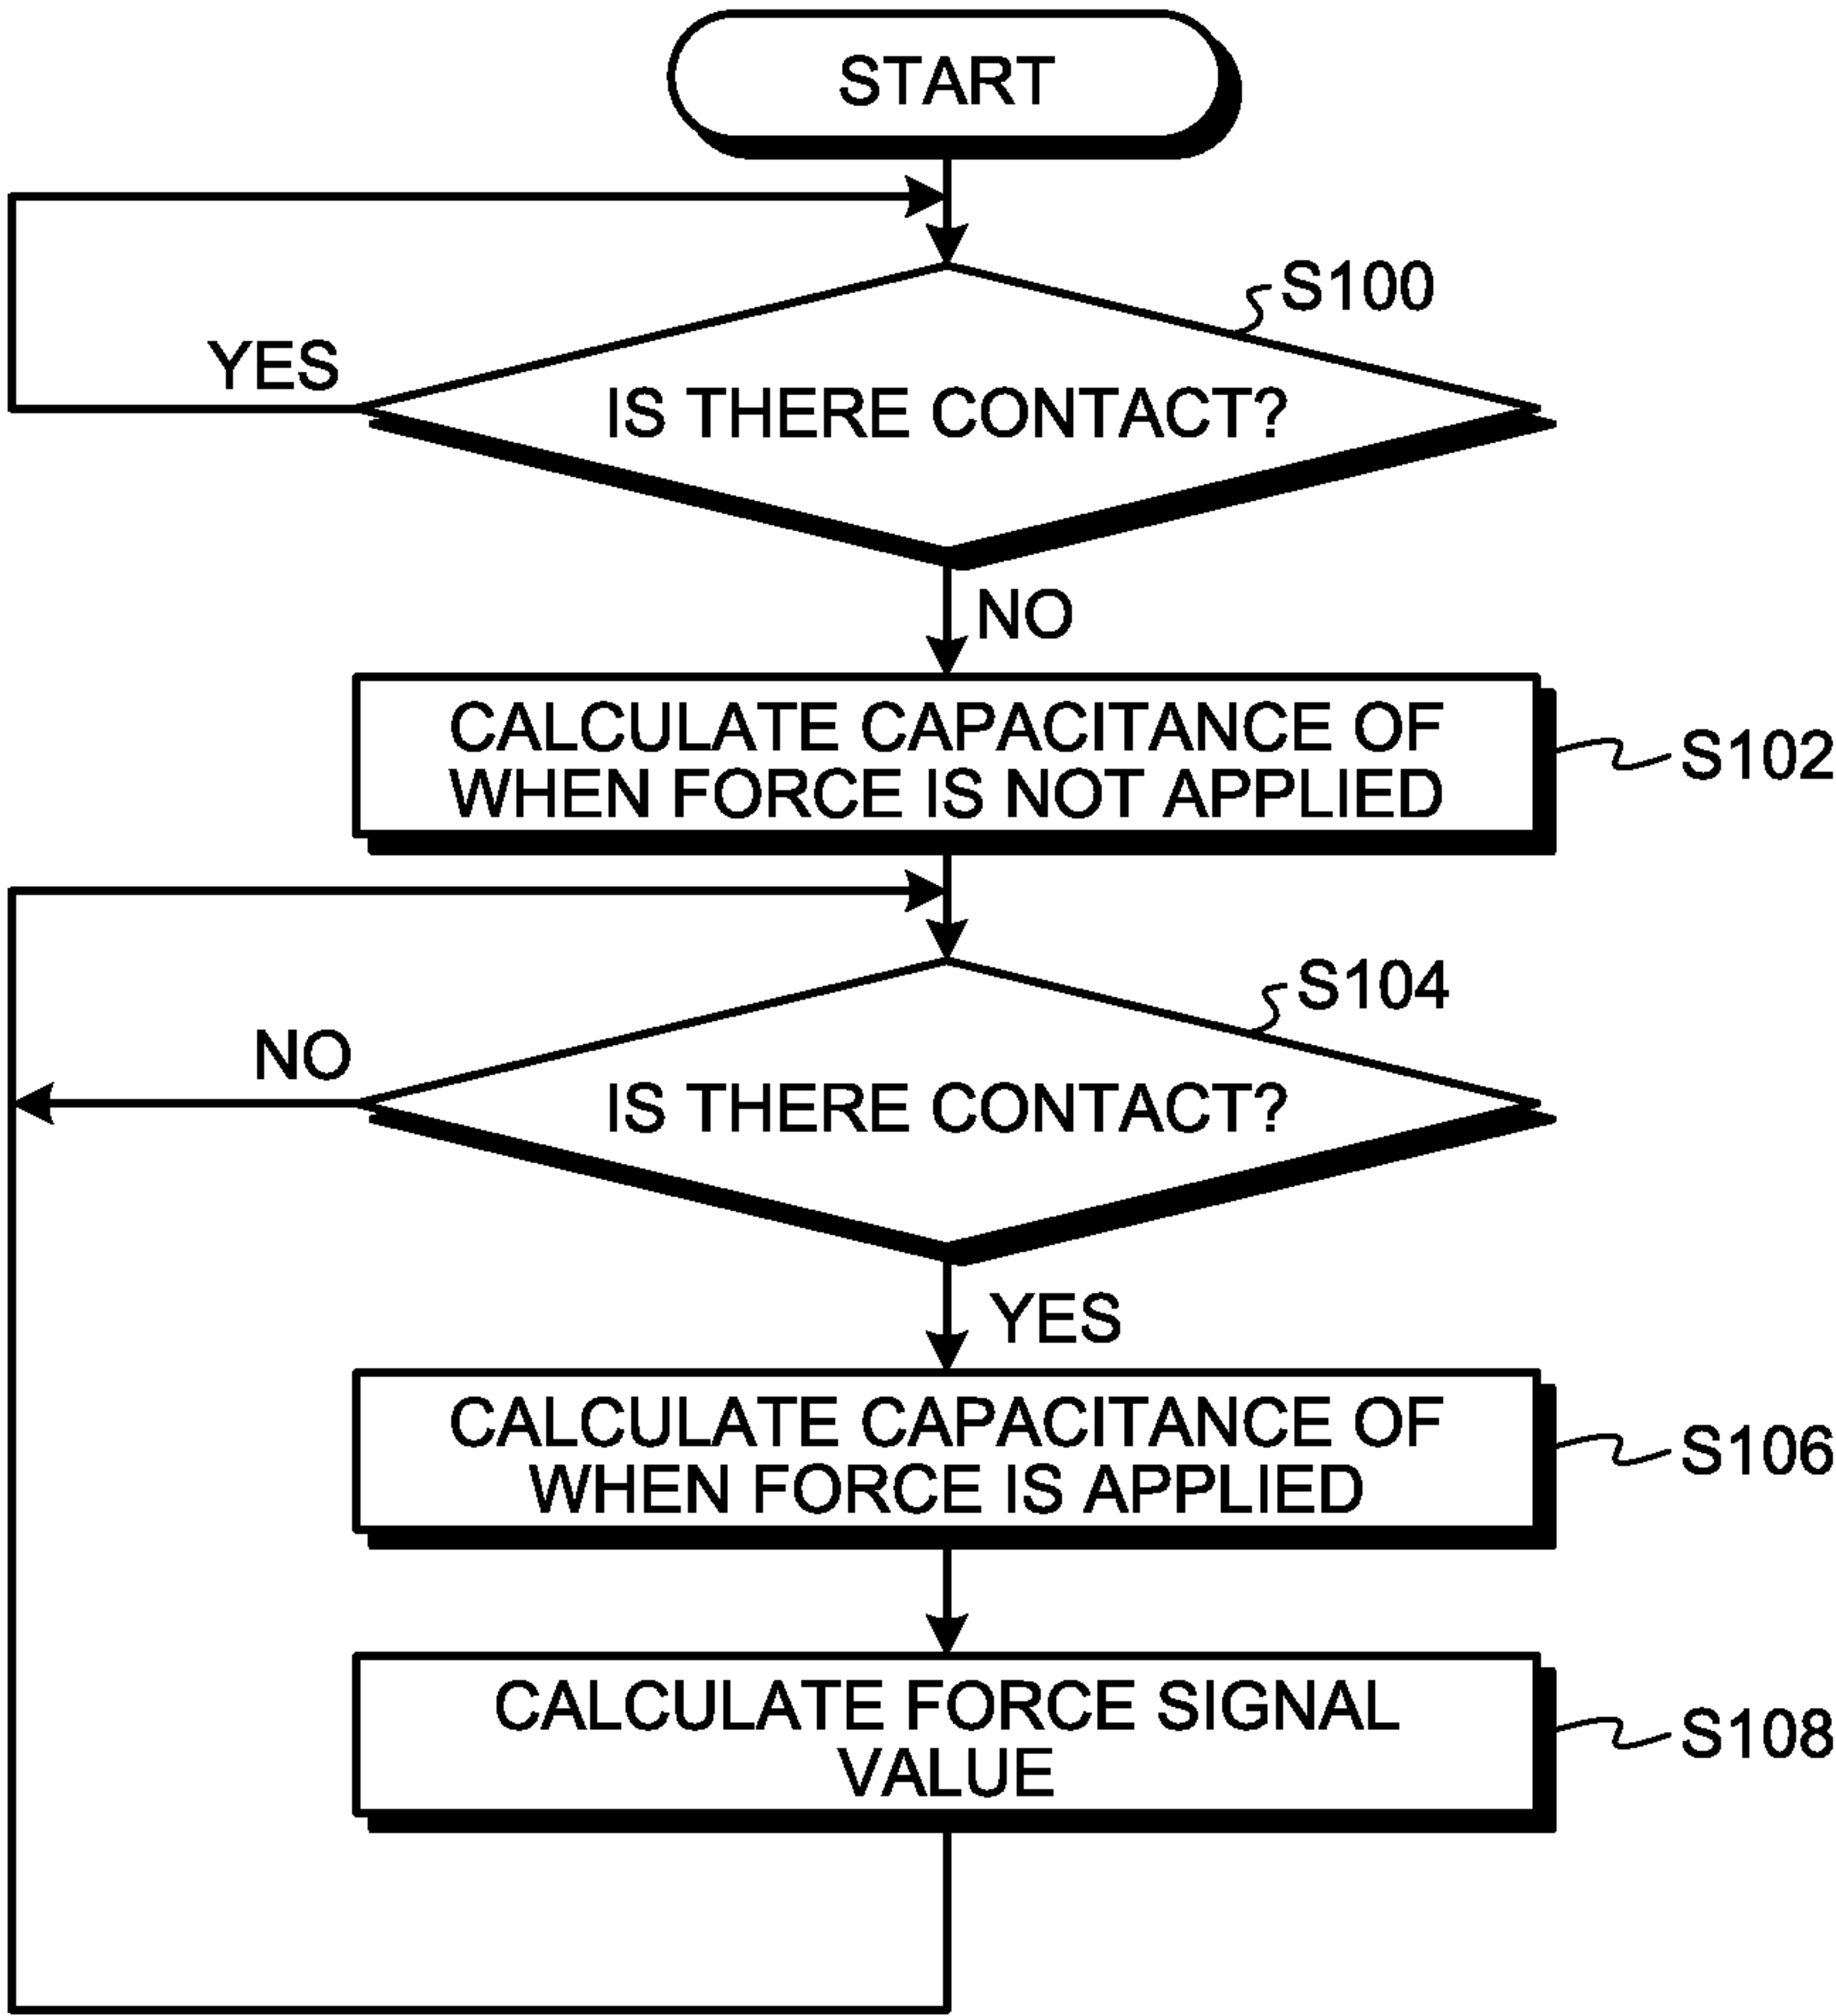 START
S100
YES
IS THERE CONTACT?
NO
CALCULATE CAPACITANCE OF
WHEN FORCE IS NOT APPLIED
S102
S104
NO
IS THERE CONTACT?
YES
CALCULATE CAPACITANCE OF
WHEN FORCE IS APPLIED
S106
CALCULATE FORCE SIGNAL
VALUE
S108